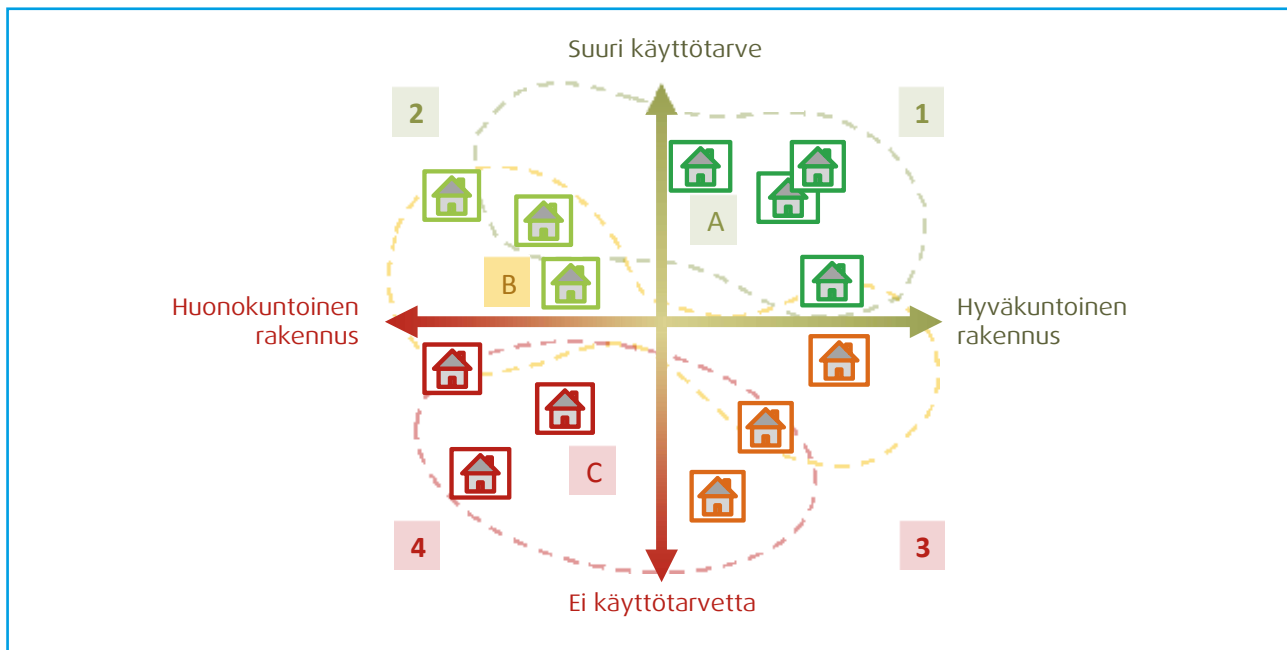 Suuri käyttötarve
2
1
A
B
Huonokuntoinen
rakennus
Hyväkuntoinen
rakennus
C
4
3
Ei käyttötarvetta